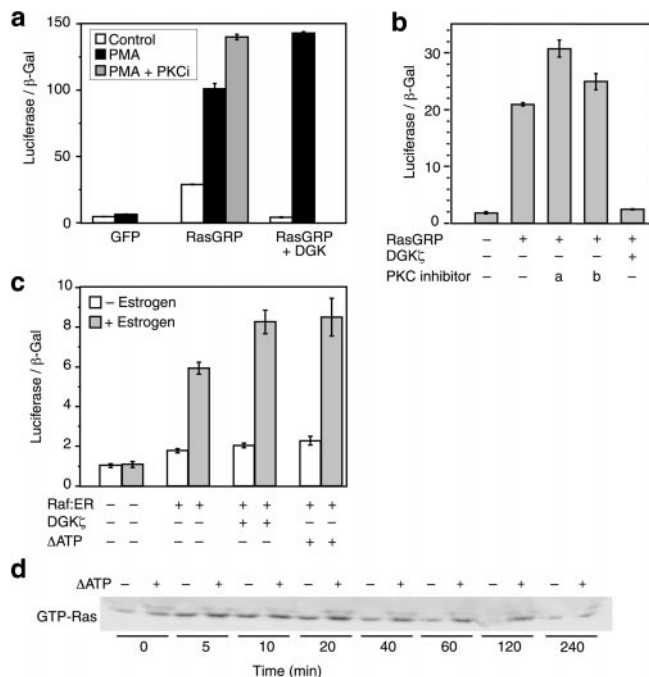 a
Control
PMA
PMA + PKCi
Luciferase / β-Gal
150
100
50
0
GFP
RasGRP
RasGRP + DGK
b
Luciferase / β-Gal
30
20
10
0
RasGRP – + + + +
DGKζ – – – – +
PKC inhibitor – – a b –
c
– Estrogen
+ Estrogen
Luciferase / β-Gal
10
8
6
4
2
0
Raf:ER – – + + + + + +
DGKζ – – – – + + – –
ΔATP – – – – – – + +
d
ΔATP – + – + – + – + – + – + – + – +
GTP-Ras
0 5 10 20 40 60 120 240
Time (min)